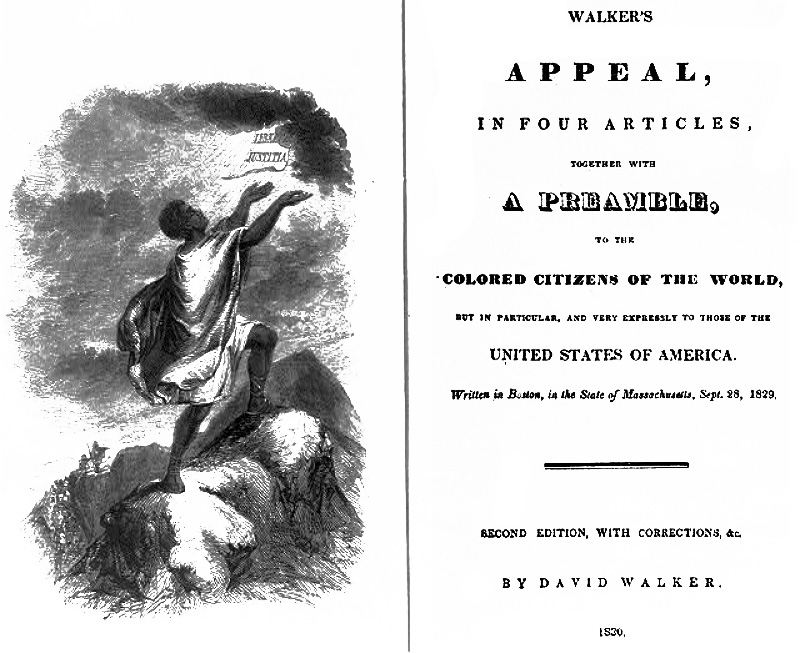 JUSTITIA
WALKER'S
APPEAL,
IN FOUR ARTICLES,
TOGETHER WITH
A PREAMBLE,
TO THE
COLORED CITIZENS OF THE WORLD,
BUT IN PARTICULAR, AND VERY EXPRESSLY TO THOSE OF THE
UNITED STATES OF AMERICA.
Written in Boston, in the State of Massachusetts, Sept. 28, 1829.
SECOND EDITION, WITH CORRECTIONS, &c.
BY DAVID WALKER.
1830.